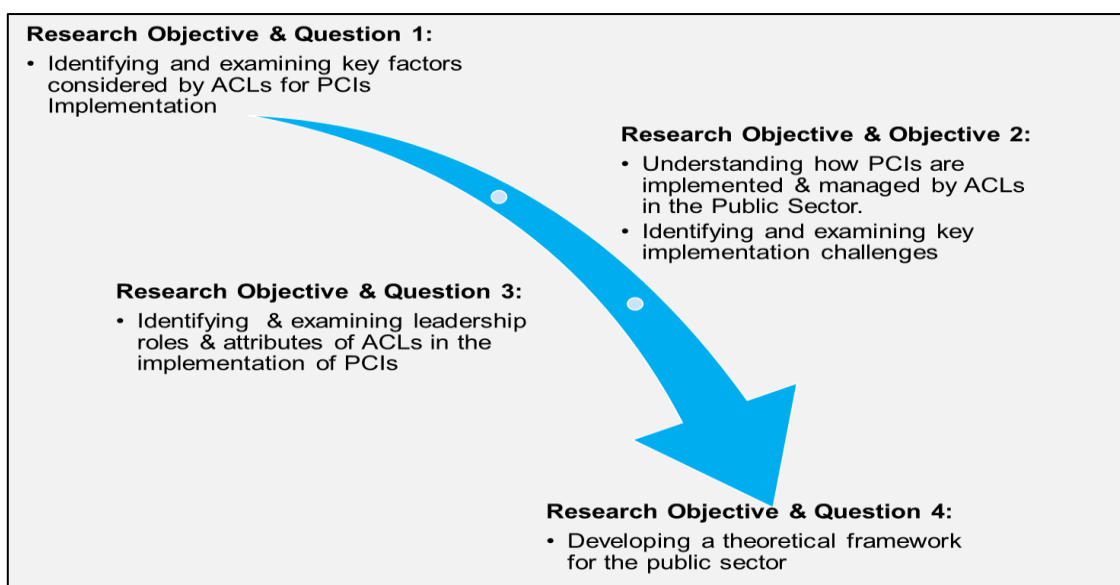 Research Objective & Question 1:
• Identifying and examining key factors
considered by ACLs for PCIs
Implementation
Research Objective & Objective 2:
• Understanding how PCIs are
implemented & managed by ACLs
in the Public Sector.
• Identifying and examining key
implementation challenges
Research Objective & Question 3:
• Identifying & examining leadership
roles & attributes of ACLs in the
implementation of PCIs
Research Objective & Question 4:
• Developing a theoretical framework
for the public sector